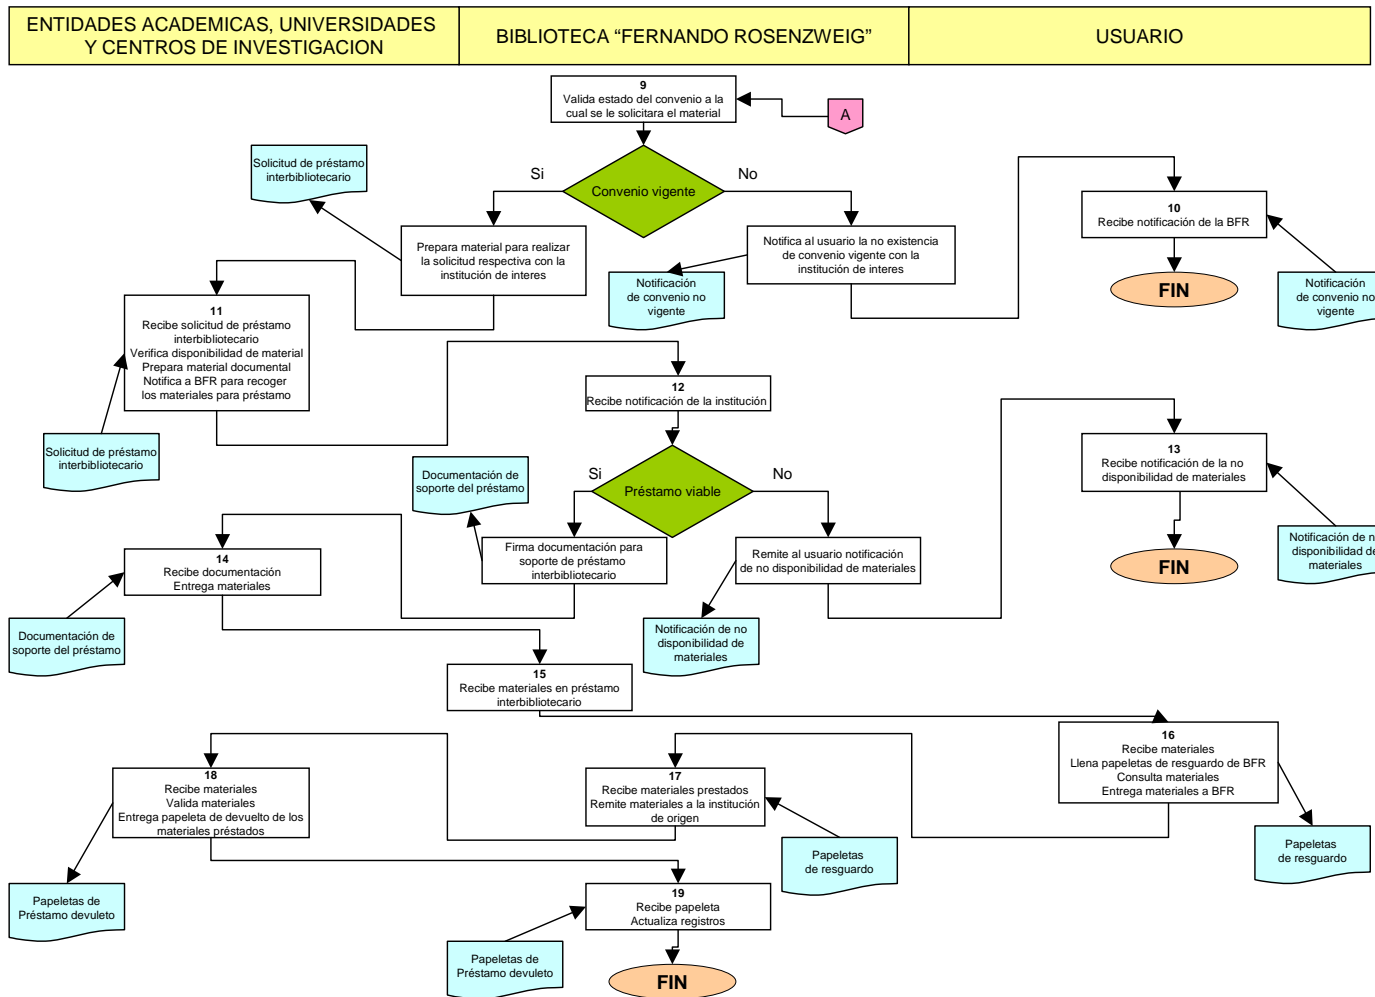 ENTIDADES ACADEMICAS, UNIVERSIDADES
Y CENTROS DE INVESTIGACION
BIBLIOTECA “FERNANDO ROSENZWEIG”
USUARIO
9
Valida estado del convenio a la
cual se le solicitara el material
A
Solicitud de préstamo
interbibliotecario
Si
Convenio vigente
No
10
Recibe notificación de la BFR
Prepara material para realizar
la solicitud respectiva con la
institución de interes
Notifica al usuario la no existencia
de convenio vigente con la
institución de interes
Notificación
de convenio no
vigente
FIN
Notificación
de convenio no
vigente
11
Recibe solicitud de préstamo
interbibliotecario
Verifica disponibilidad de material
Prepara material documental
Notifica a BFR para recoger
los materiales para préstamo
12
Recibe notificación de la institución
Solicitud de préstamo
interbibliotecario
Documentación de
soporte del préstamo
Si
Préstamo viable
No
13
Recibe notificación de la no
disponibilidad de materiales
14
Recibe documentación
Entrega materiales
Firma documentación para
soporte de préstamo
interbibliotecario
Remite al usuario notificación
de no disponibilidad de materiales
FIN
Notificación de n
disponibilidad de
materiales
Documentación de
soporte del préstamo
Notificación de no
disponibilidad de
materiales
15
Recibe materiales en préstamo
interbibliotecario
16
Recibe materiales
Llena papeletas de resguardo de BFR
Consulta materiales
Entrega materiales a BFR
18
Recibe materiales
Valida materiales
Entrega papeleta de devuelto de los
materiales préstados
17
Recibe materiales prestados
Remite materiales a la institución
de origen
Papeletas
de resguardo
Papeletas
de resguardo
Papeletas de
Préstamo devuleto
19
Recibe papeleta
Actualiza registros
Papeletas de
Préstamo devuleto
FIN